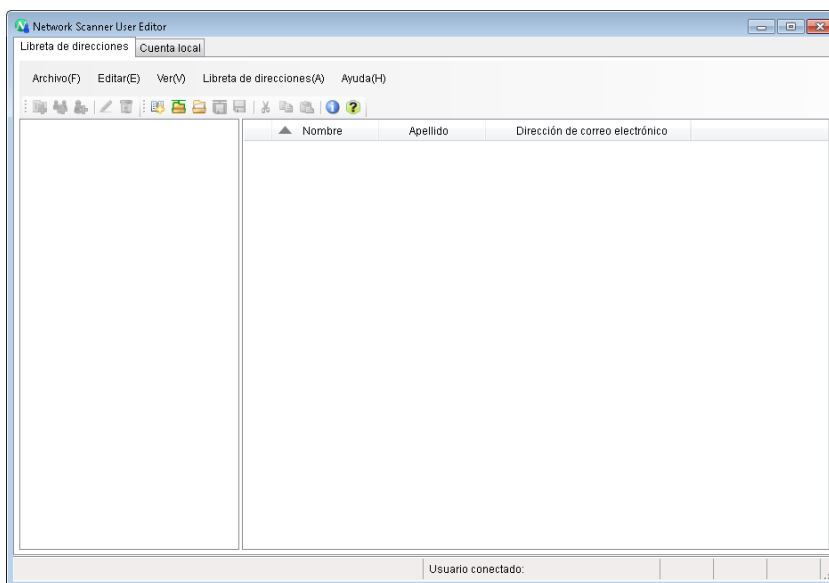 Network Scanner User Editor
Libreta de direcciones Cuenta local
Archivo(F) Editar(E) Ver(V) Libreta de direcciones(A) Ayuda(H)
Nombre Apellido Dirección de correo electrónico
Usuario conectado: